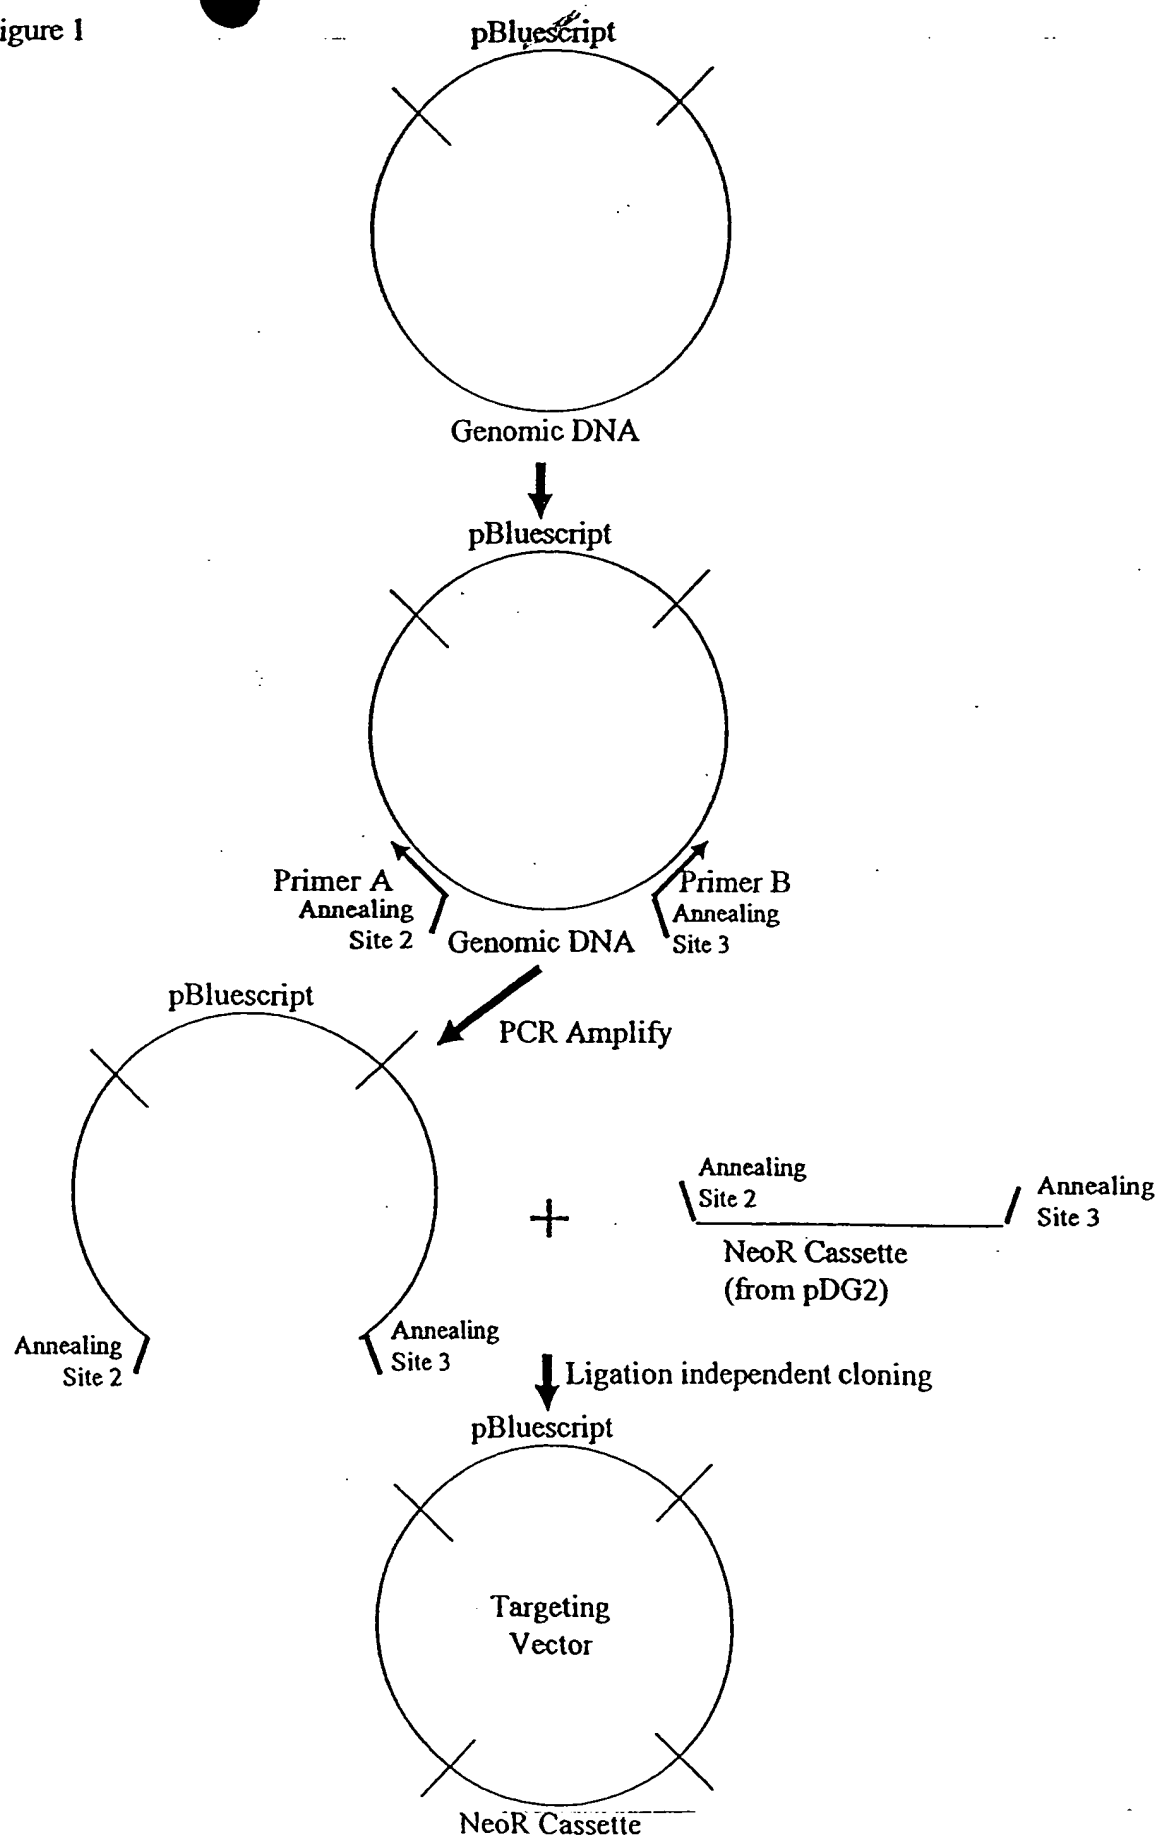 igure 1
pBluescript
Genomic DNA
pBluescript
Primer A
Annealing
Site 2
Primer B
Annealing
Site 3
Genomic DNA
pBluescript
PCR Amplify
Annealing
Site 2
Annealing
Site 3
NeoR Cassette
(from pDG2)
Annealing
Site 2
Annealing
Site 3
Ligation independent cloning
pBluescript
Targeting
Vector
NeoR Cassette